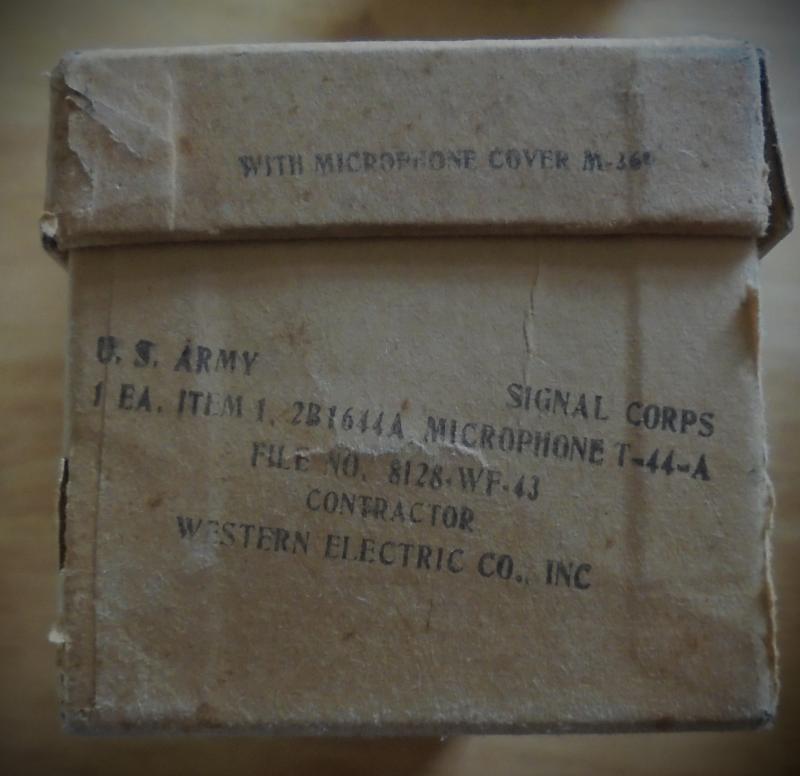 WITH MICROPHONE COVER
U. S. ARMY SIGNAL CORPS
1 EA. ITEM 1, 2B1644A MICROPHONE T-44-A
FILE NO. 8128-WF-43
CONTRACTOR
WESTERN ELECTRIC CO., INC